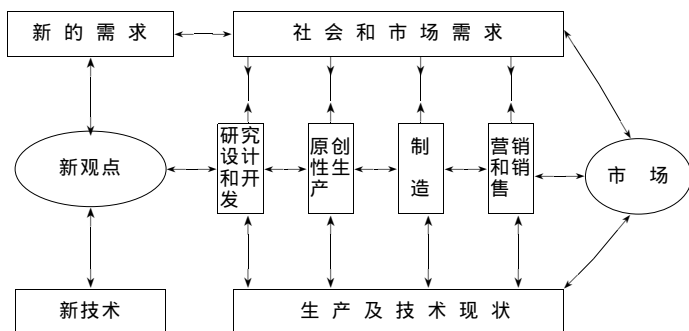 新的需求
社会和市场需求
新观点
研究
设计
和开
发
原创
性生
产
制
造
营销
和销
售
市场
新技术
生产及技术现状